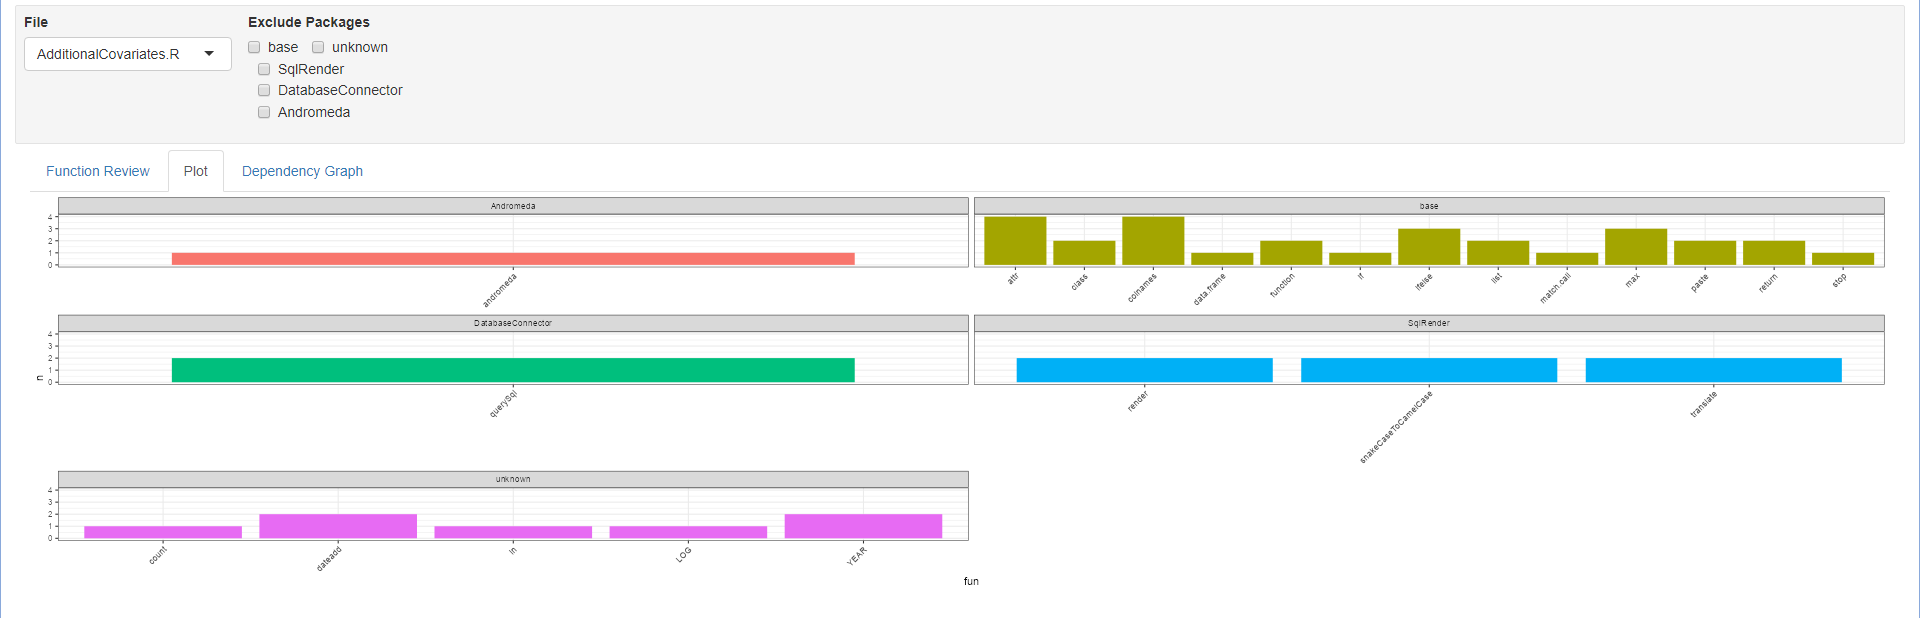 File
Exclude Packages
AdditionalCovariates.R
base unknown
SqlRender
DatabaseConnector
Andromeda
Function Review Plot Dependency Graph
Andromeda
4
3
2
1
0
andromeda
base
attr class colnames data.frame function if ifelse list match.call max paste return stop
DatabaseConnector
4
3
2
1
0
querySql
SqlRender
render snakeCaseToCamelCase translate
n
unknown
4
3
2
1
0
count dateadd in LOG YEAR
fun